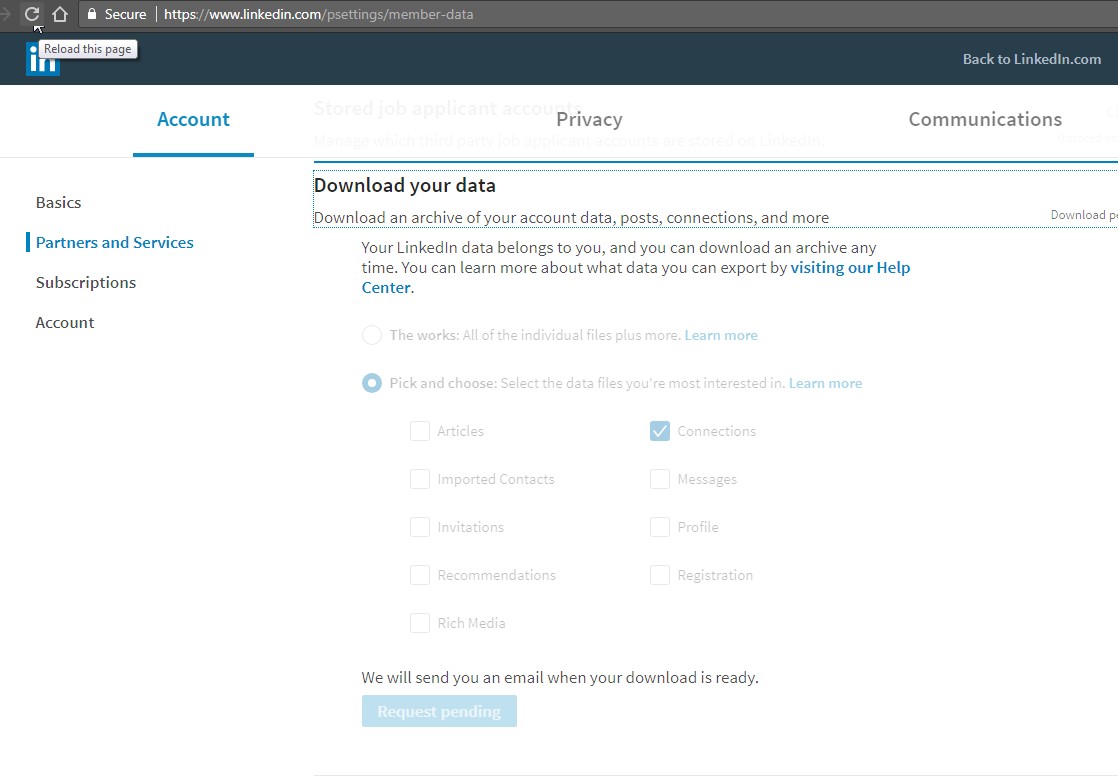 Secure https://www.linkedin.com/psettings/member-data
Reload this page
in
Back to LinkedIn.com
Account
Privacy
Communications
Stored job applicant accounts
Manage which third party job applicant accounts are stored on LinkedIn.
Basics
Partners and Services
Subscriptions
Account
Download your data
Download an archive of your account data, posts, connections, and more
Download
Your LinkedIn data belongs to you, and you can download an archive any
time. You can learn more about what data you can export by visiting our Help
Center.
The works: All of the individual files plus more. Learn more
Pick and choose: Select the data files you're most interested in. Learn more
Articles
Connections
Imported Contacts
Messages
Invitations
Profile
Recommendations
Registration
Rich Media
We will send you an email when your download is ready.
Request pending